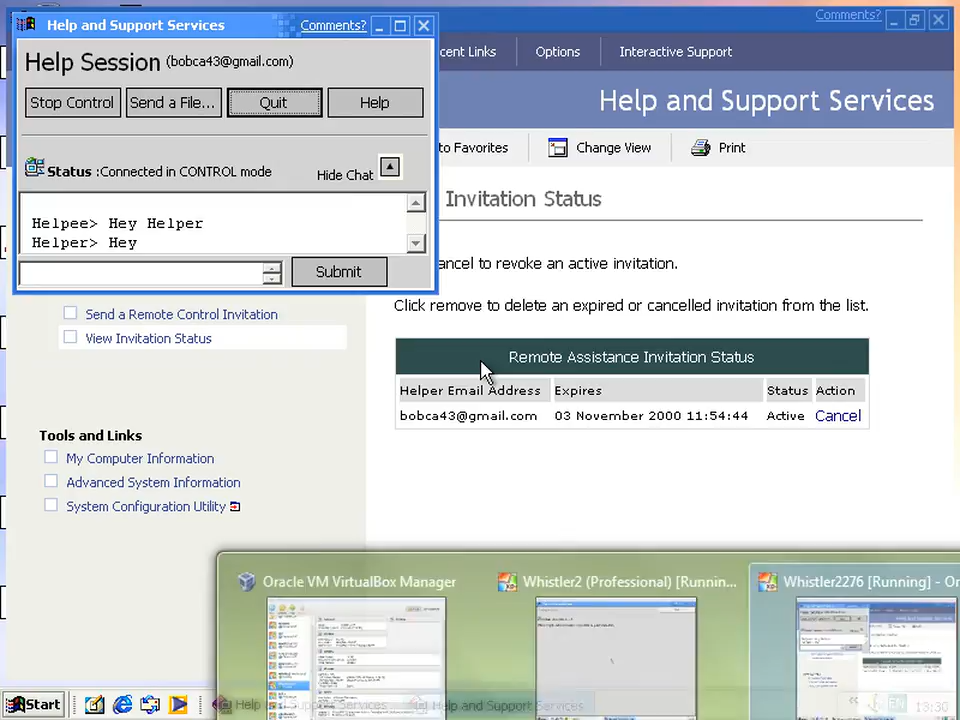 Help and Support Services
Comments?
Comments?
Help Session (bobca43@gmail.com)
cent Links
Options
Interactive Support
Stop Control
Send a File...
Quit
Help
Help and Support Services
to Favorites
Change View
Print
Status :Connected in CONTROL mode
Hide Chat
Invitation Status
Helpee> Hey Helper
Helper> Hey
Submit
ancel to revoke an active invitation.
Click remove to delete an expired or cancelled invitation from the list.
Send a Remote Control Invitation
View Invitation Status
Remote Assistance Invitation Status
Helper Email Address Expires Status Action
bobca43@gmail.com 03 November 2000 11:54:44 Active Cancel
Tools and Links
My Computer Information
Advanced System Information
System Configuration Utility
Oracle VM VirtualBox Manager
Whistler2 (Professional) [Runnin...
Whistler2276 [Running] - Or
Start
Help and Support Services
Help and Support Services
18:30